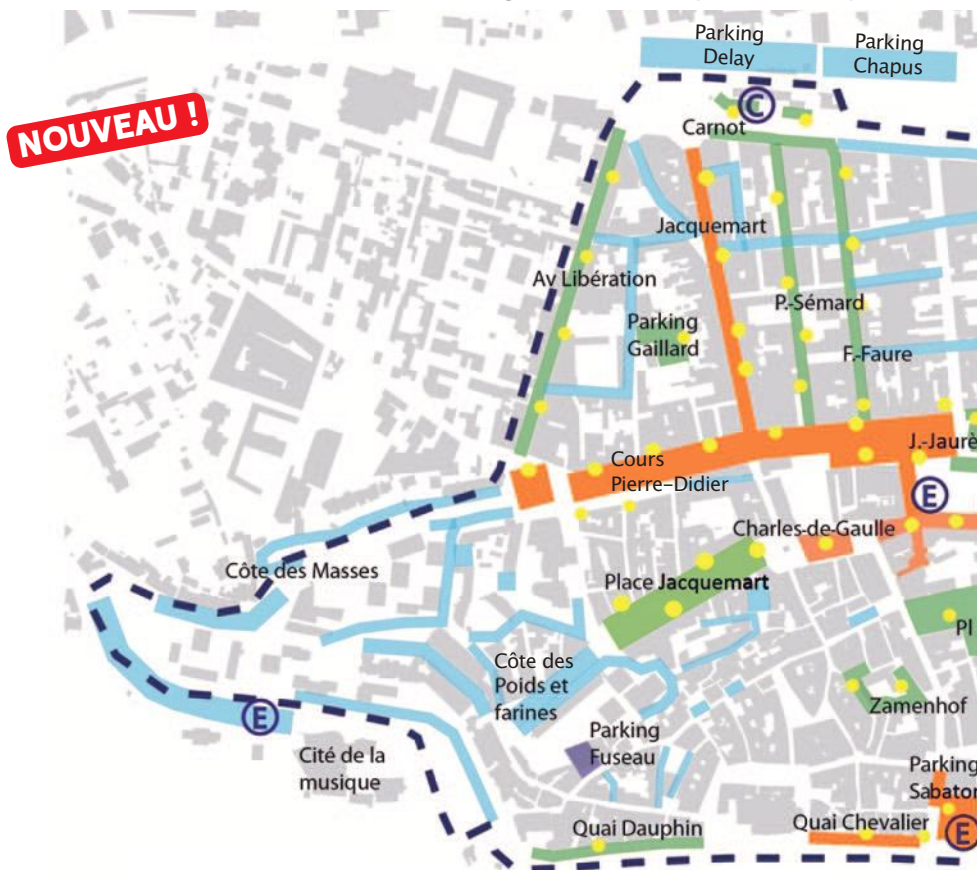 Parking
Delay
Parking
Chapus
NOUVEAU !
C
Carnot
Jacquemart
Av Libération
Parking
Gaillard
P.-Sémard
F.-Faure
Cours
Pierre-Didier
J.-Jaurè
E
Charles-de-Gaulle
Côte des Masses
Place Jacquemart
Pl
Côte des
Poids et
farines
Zamenhof
E
Cité de la
musique
Parking
Fuseau
Parking
Sabaton
Quai Dauphin
Quai Chevalier
E